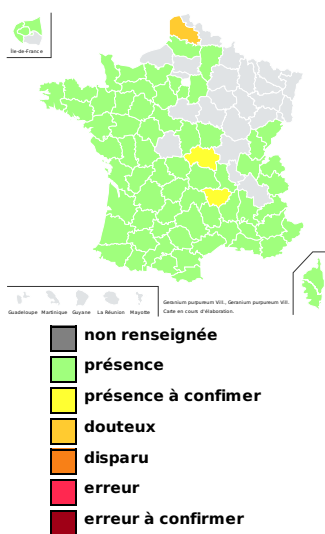 Île-de-France
Guadeloupe Martinique Guyane La Réunion Mayotte
Geranium purpureum Vill., Geranium purpureum Vill.
Carte en cours d'élaboration.
non renseignée
présence
présence à confimer
douteux
disparu
erreur
erreur à confirmer